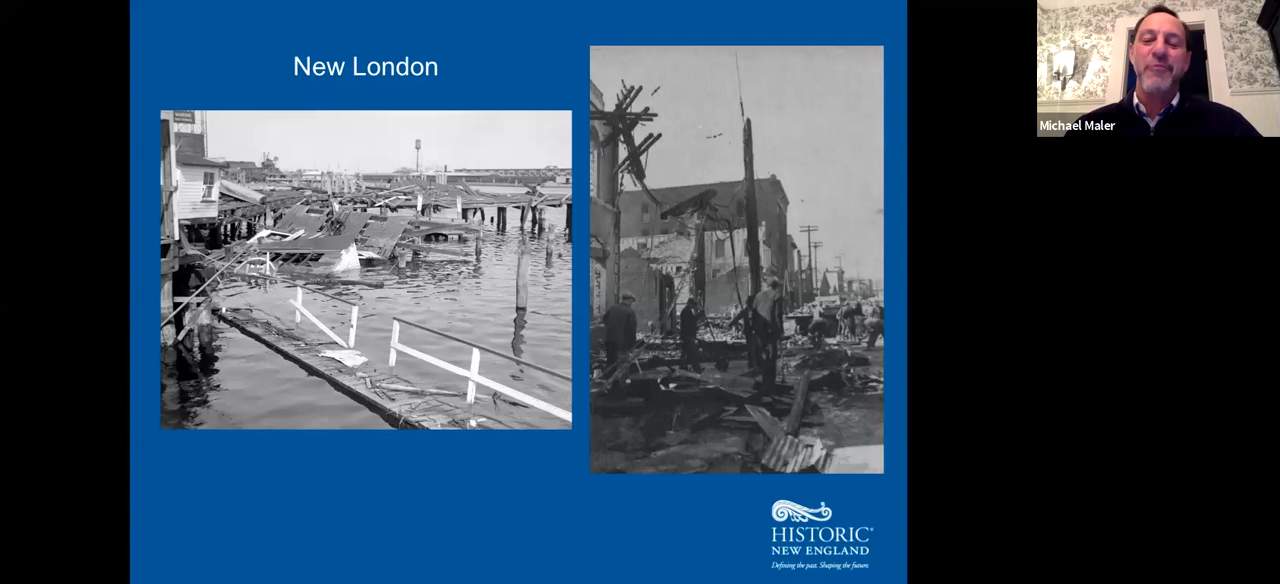 New London
Michael Maler
HISTORIC®
NEW ENGLAND
Defining the past. Shaping the future.